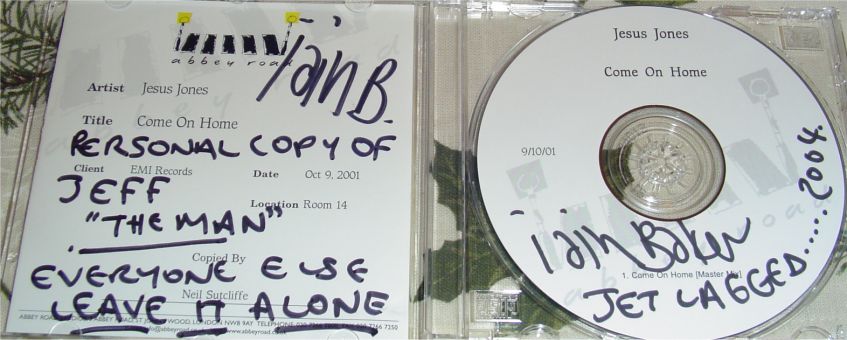 abbey road
Iain B.
Artist Jesus Jones
Title Come On Home
PERSONAL COPY OF
Client EMI Records Date Oct 9, 2001
JEFF
Location Room 14
"THE MAN"
Copied By
EVERYONE ELSE
Neil Sutcliffe
LEAVE IT ALONE
Jesus Jones
Come On Home
9/10/01
abbey road
iain Baker
1. Come On Home [Master Mix]
JET LAGGED..... 2004.